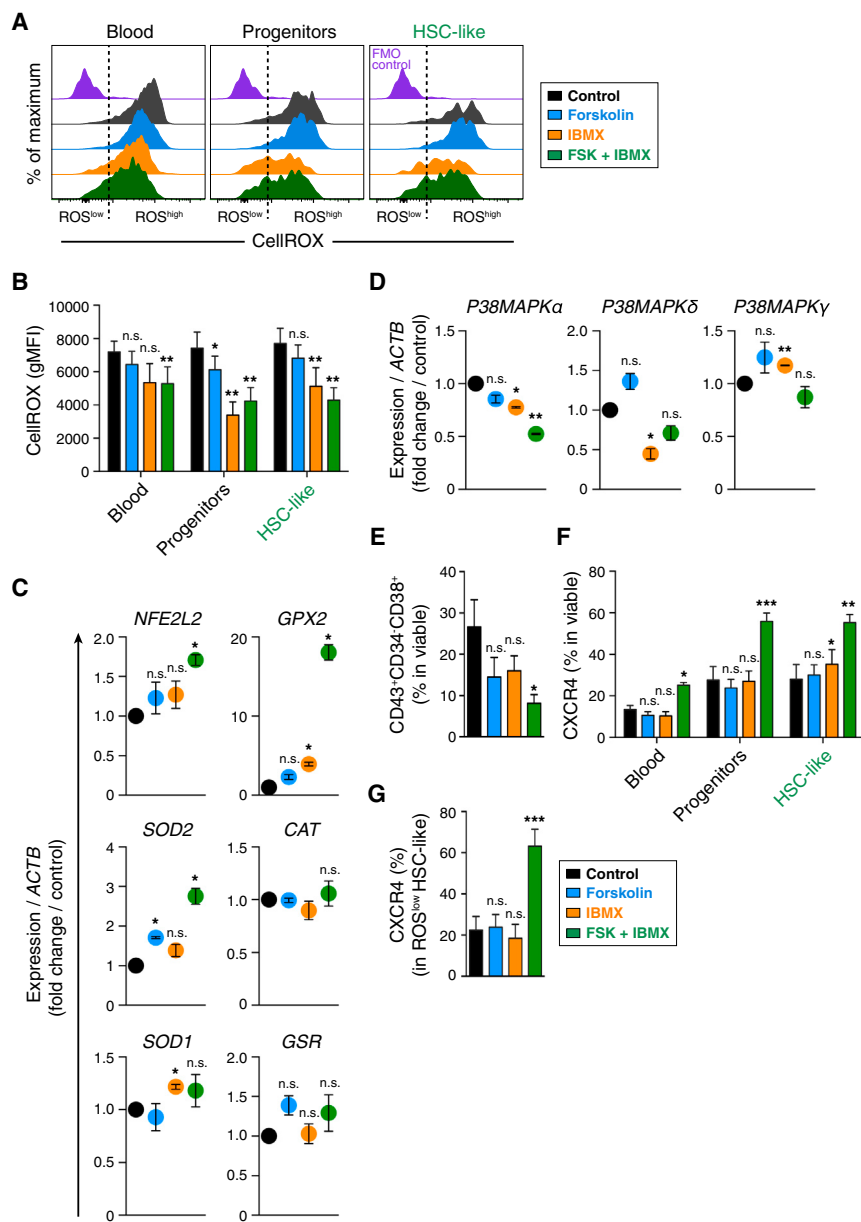 A
Blood
Progenitors
HSC-like
FMO
control
% of maximum
ROSlow
ROShigh
ROSlow
ROShigh
ROSlow
ROShigh
CellROX
Control
Forskolin
IBMX
FSK + IBMX
B
CellROX (gMFI)
10000
8000
6000
4000
2000
0
n.s.
n.s.
**
*
**
**
n.s.
**
**
Blood
Progenitors
HSC-like
C
Expression / ACTB
(fold change / control)
NFE2L2
2.0
1.5
1.0
0.5
0
n.s.
n.s.
*
GPX2
20
10
0
n.s.
*
*
SOD2
4
3
2
1
0
*
n.s.
*
CAT
1.5
1.0
0.5
0
n.s.
SOD1
1.5
1.0
0.5
0
*
n.s.
GSR
2.0
1.5
1.0
0.5
0
n.s.
n.s.
n.s.
D
Expression / ACTB
(fold change / control)
P38MAPKα
1.5
1.0
0.5
0
n.s.
*
**
P38MAPKδ
2.0
1.5
1.0
0.5
0
*
n.s.
P38MAPKγ
1.5
1.0
0.5
0
n.s.
**
n.s.
E
CD43+CD34-CD38+
(% in viable)
40
30
20
10
0
n.s.
n.s.
*
F
CXCR4 (% in viable)
80
60
40
20
0
n.s.
n.s.
*
n.s.
n.s.
***
n.s.
*
**
Blood
Progenitors
HSC-like
G
CXCR4 (%)
(in ROSlow HSC-like)
80
60
40
20
0
n.s.
n.s.
***
Control
Forskolin
IBMX
FSK + IBMX